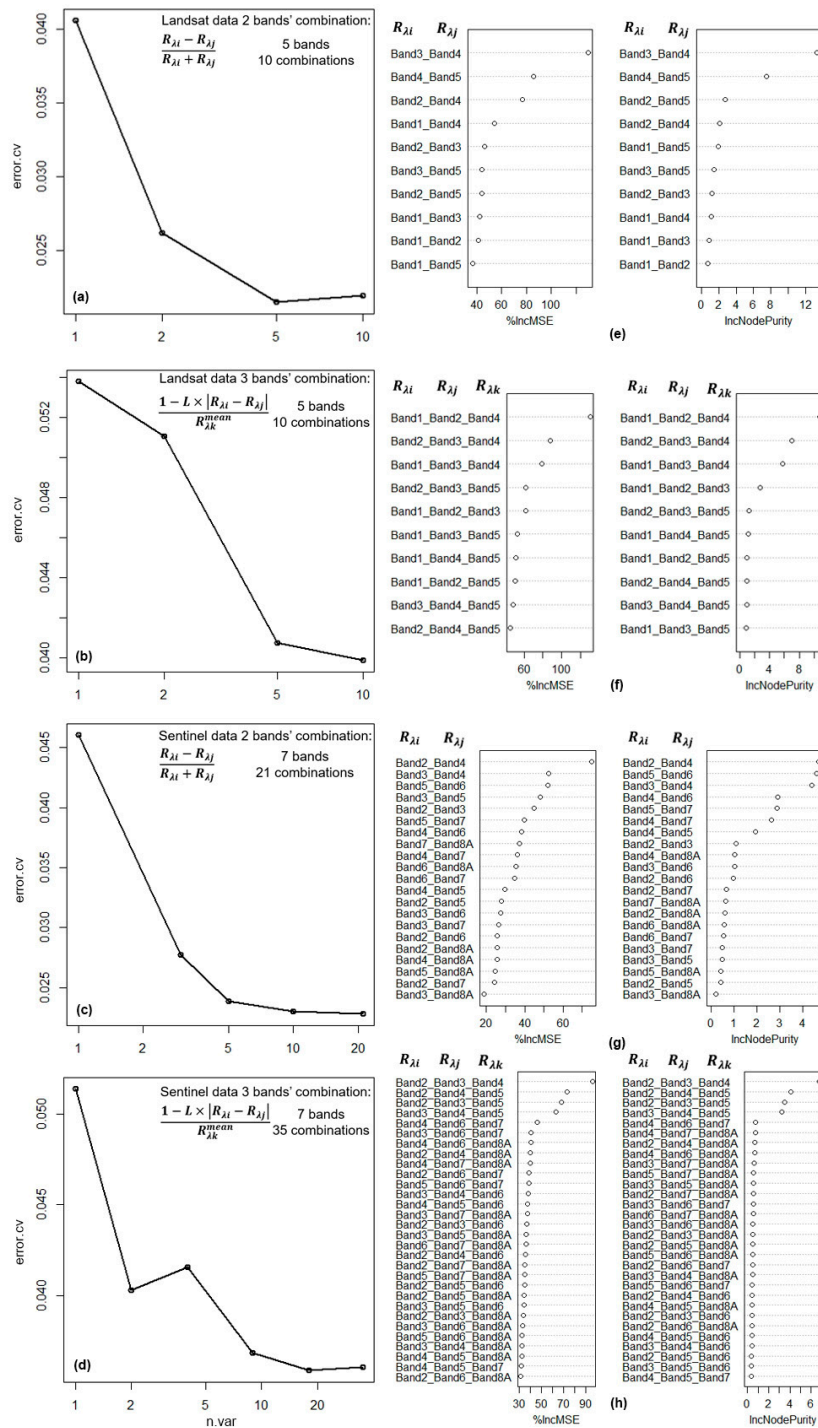 Landsat data 2 bands' combination:
R_λi − R_λj
R_λi + R_λj
5 bands
10 combinations
error.cv
0.040
0.035
0.030
0.025
(a)
1 2 5 10
R_λi R_λj
Band3_Band4
Band4_Band5
Band2_Band4
Band1_Band4
Band2_Band3
Band3_Band5
Band2_Band5
Band1_Band3
Band1_Band2
Band1_Band5
40 60 80 100
%IncMSE
R_λi R_λj
Band3_Band4
Band4_Band5
Band2_Band5
Band2_Band4
Band1_Band5
Band3_Band5
Band2_Band3
Band1_Band4
Band1_Band3
Band1_Band2
0 2 4 6 8 12
IncNodePurity
(e)
Landsat data 3 bands' combination:
1 − L × |R_λi − R_λj|
R_λk^mean
5 bands
10 combinations
error.cv
0.052
0.048
0.044
0.040
(b)
1 2 5 10
R_λi R_λj R_λk
Band1_Band2_Band4
Band2_Band3_Band4
Band1_Band3_Band4
Band2_Band3_Band5
Band1_Band2_Band3
Band1_Band3_Band5
Band1_Band4_Band5
Band1_Band2_Band5
Band3_Band4_Band5
Band2_Band4_Band5
60 80 100
%IncMSE
R_λi R_λj R_λk
Band1_Band2_Band4
Band2_Band3_Band4
Band1_Band3_Band4
Band1_Band2_Band3
Band2_Band3_Band5
Band1_Band4_Band5
Band1_Band2_Band5
Band2_Band4_Band5
Band3_Band4_Band5
Band1_Band3_Band5
0 4 8
IncNodePurity
(f)
Sentinel data 2 bands' combination:
R_λi − R_λj
R_λi + R_λj
7 bands
21 combinations
error.cv
0.045
0.040
0.035
0.030
0.025
(c)
1 2 5 10 20
R_λi R_λj
Band2_Band4
Band3_Band4
Band5_Band6
Band3_Band5
Band2_Band3
Band5_Band7
Band4_Band6
Band7_Band8A
Band4_Band7
Band6_Band8A
Band6_Band7
Band4_Band5
Band2_Band5
Band3_Band6
Band3_Band7
Band2_Band6
Band2_Band8A
Band4_Band8A
Band5_Band8A
Band2_Band7
Band3_Band8A
20 40 60
%IncMSE
R_λi R_λj
Band2_Band4
Band5_Band6
Band3_Band4
Band4_Band6
Band5_Band7
Band4_Band7
Band4_Band5
Band2_Band3
Band4_Band8A
Band3_Band6
Band2_Band6
Band2_Band7
Band7_Band8A
Band2_Band8A
Band6_Band8A
Band6_Band7
Band3_Band7
Band3_Band5
Band5_Band8A
Band2_Band5
Band3_Band8A
0 1 2 3 4
IncNodePurity
(g)
Sentinel data 3 bands' combination:
1 − L × |R_λi − R_λj|
R_λk^mean
7 bands
35 combinations
error.cv
0.050
0.045
0.040
(d)
1 2 5 10 20
n.var
R_λi R_λj R_λk
Band2_Band3_Band4
Band2_Band4_Band5
Band2_Band3_Band5
Band3_Band4_Band5
Band4_Band6_Band7
Band3_Band6_Band7
Band4_Band6_Band8A
Band2_Band4_Band8A
Band4_Band7_Band8A
Band2_Band6_Band7
Band5_Band6_Band7
Band3_Band4_Band6
Band4_Band5_Band6
Band3_Band7_Band8A
Band2_Band3_Band6
Band3_Band5_Band8A
Band6_Band7_Band8A
Band2_Band4_Band6
Band2_Band7_Band8A
Band5_Band7_Band8A
Band2_Band5_Band6
Band2_Band5_Band8A
Band3_Band5_Band6
Band2_Band3_Band8A
Band3_Band6_Band8A
Band5_Band6_Band8A
Band3_Band4_Band8A
Band4_Band5_Band8A
Band4_Band5_Band7
Band2_Band6_Band8A
30 50 70 90
%IncMSE
R_λi R_λj R_λk
Band2_Band3_Band4
Band2_Band4_Band5
Band2_Band3_Band5
Band3_Band4_Band5
Band4_Band6_Band7
Band4_Band7_Band8A
Band2_Band4_Band8A
Band4_Band6_Band8A
Band3_Band7_Band8A
Band5_Band6_Band7
Band3_Band5_Band8A
Band2_Band7_Band8A
Band3_Band6_Band7
Band6_Band7_Band8A
Band3_Band6_Band8A
Band2_Band3_Band8A
Band5_Band6_Band8A
Band2_Band5_Band8A
Band2_Band6_Band7
Band3_Band4_Band8A
Band5_Band7_Band8A
Band2_Band4_Band6
Band4_Band5_Band8A
Band2_Band3_Band6
Band2_Band6_Band8A
Band4_Band5_Band6
Band3_Band4_Band6
Band2_Band5_Band6
Band3_Band5_Band6
Band4_Band5_Band7
0 2 4 6
IncNodePurity
(h)